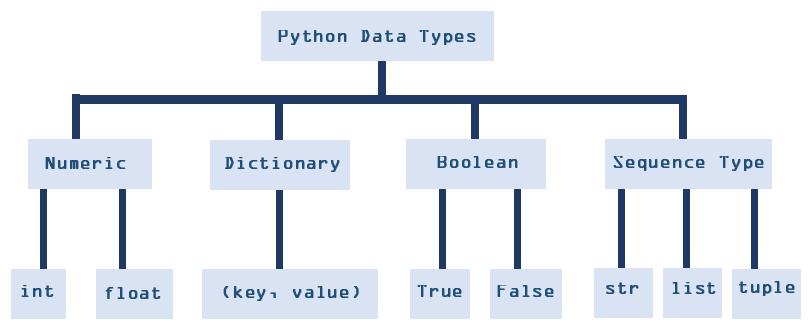 Python Data Types
Numeric
Dictionary
Boolean
Sequence Type
int
float
(key, value)
True
False
str
list
tuple